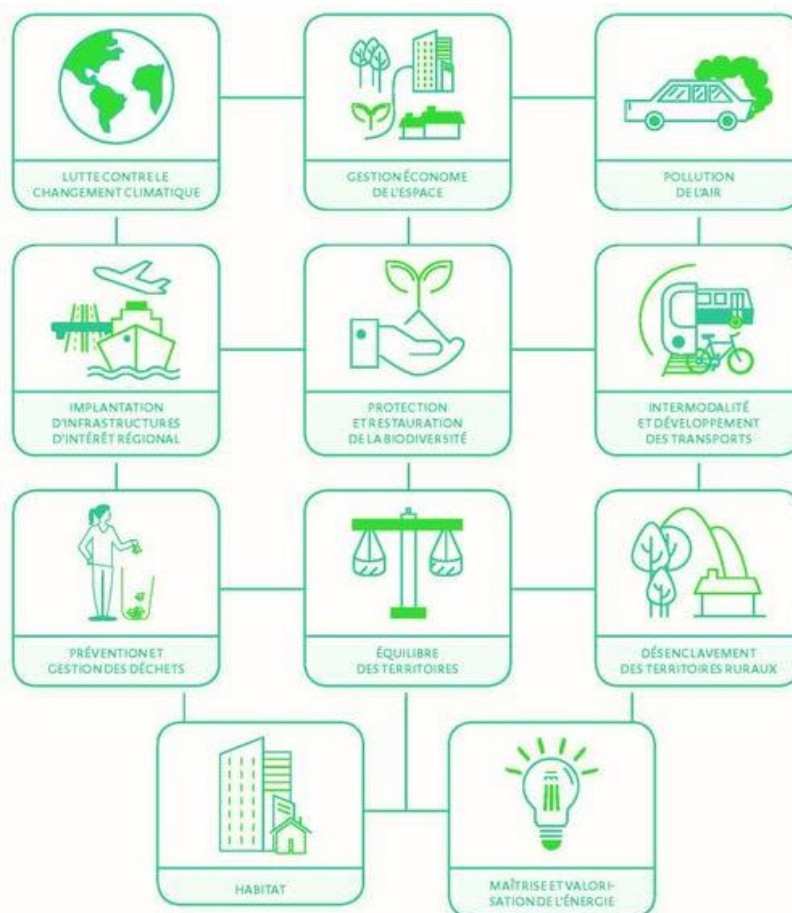 LUTTE CONTRE LE
CHANGEMENT CLIMATIQUE
GESTION ÉCONOME
DE L'ESPACE
POLLUTION
DE L'AIR
IMPLANTATION
D'INFRASTRUCTURES
D'INTÉRÊT RÉGIONAL
PROTECTION
ET RESTAURATION
DE LA BIODIVERSITÉ
INTERMODALITÉ
ET DÉVELOPPEMENT
DES TRANSPORTS
PRÉVENTION ET
GESTION DES DÉCHETS
ÉQUILIBRE
DES TERRITOIRES
DÉSENCLAVEMENT
DES TERRITOIRES RURAUX
HABITAT
MAÎTRISE ET VALORI-
SATION DE L'ÉNERGIE